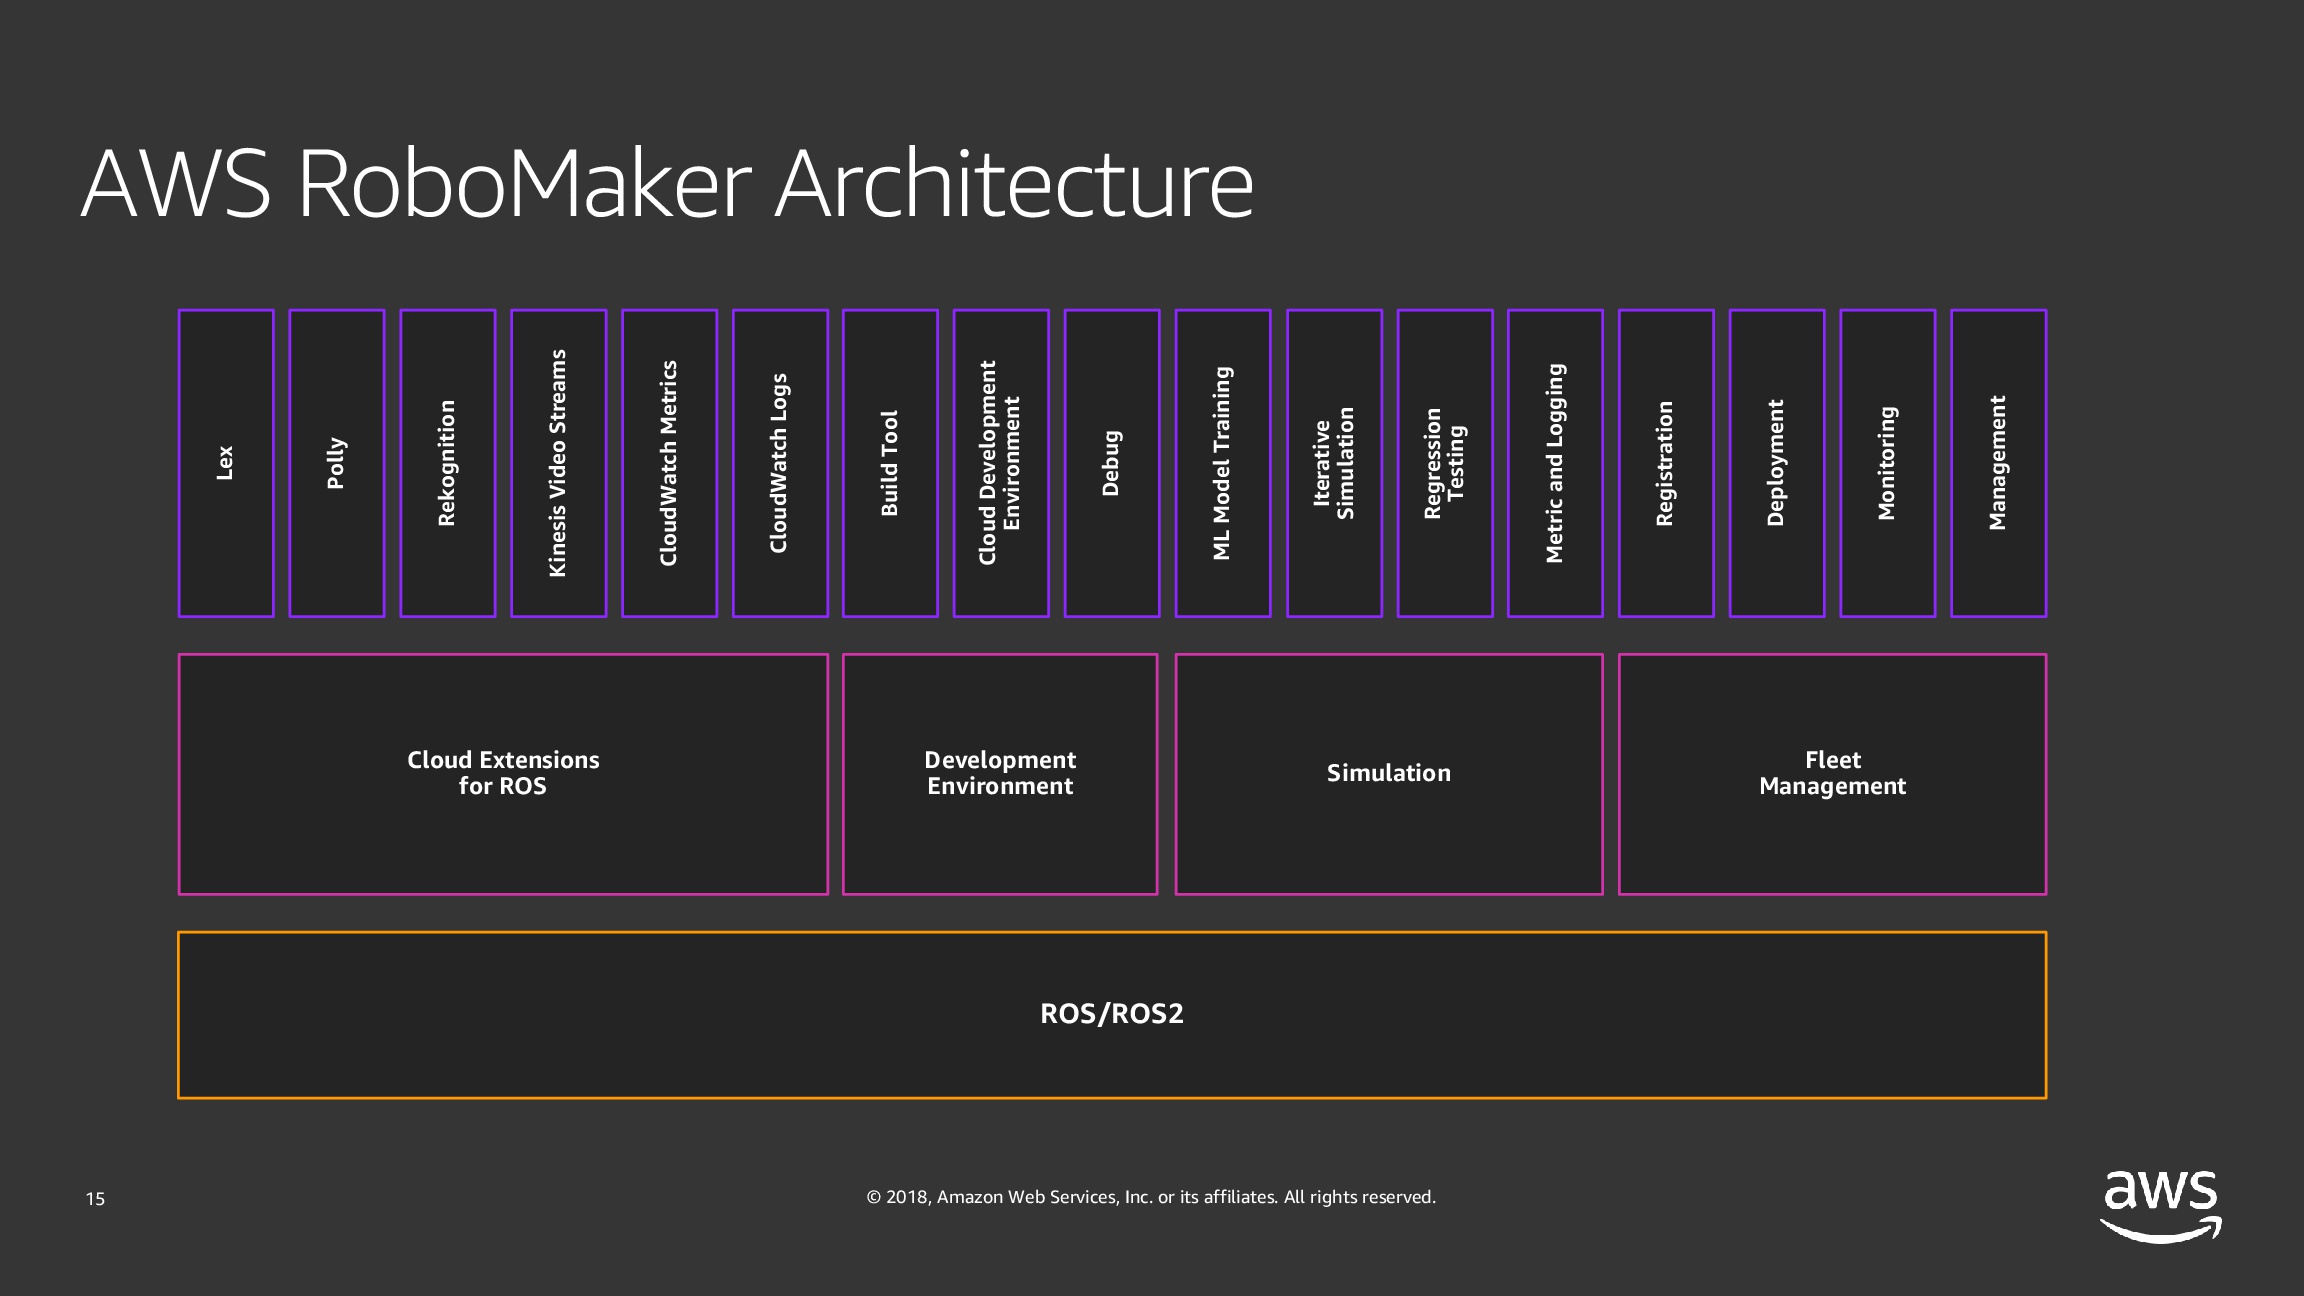 AWS RoboMaker Architecture
Lex
Polly
Rekognition
Kinesis Video Streams
CloudWatch Metrics
CloudWatch Logs
Build Tool
Cloud Development
Environment
Debug
ML Model Training
Iterative
Simulation
Regression
Testing
Metric and Logging
Registration
Deployment
Monitoring
Management
Cloud Extensions
for ROS
Development
Environment
Simulation
Fleet
Management
ROS/ROS2
15
© 2018, Amazon Web Services, Inc. or its affiliates. All rights reserved.
aws